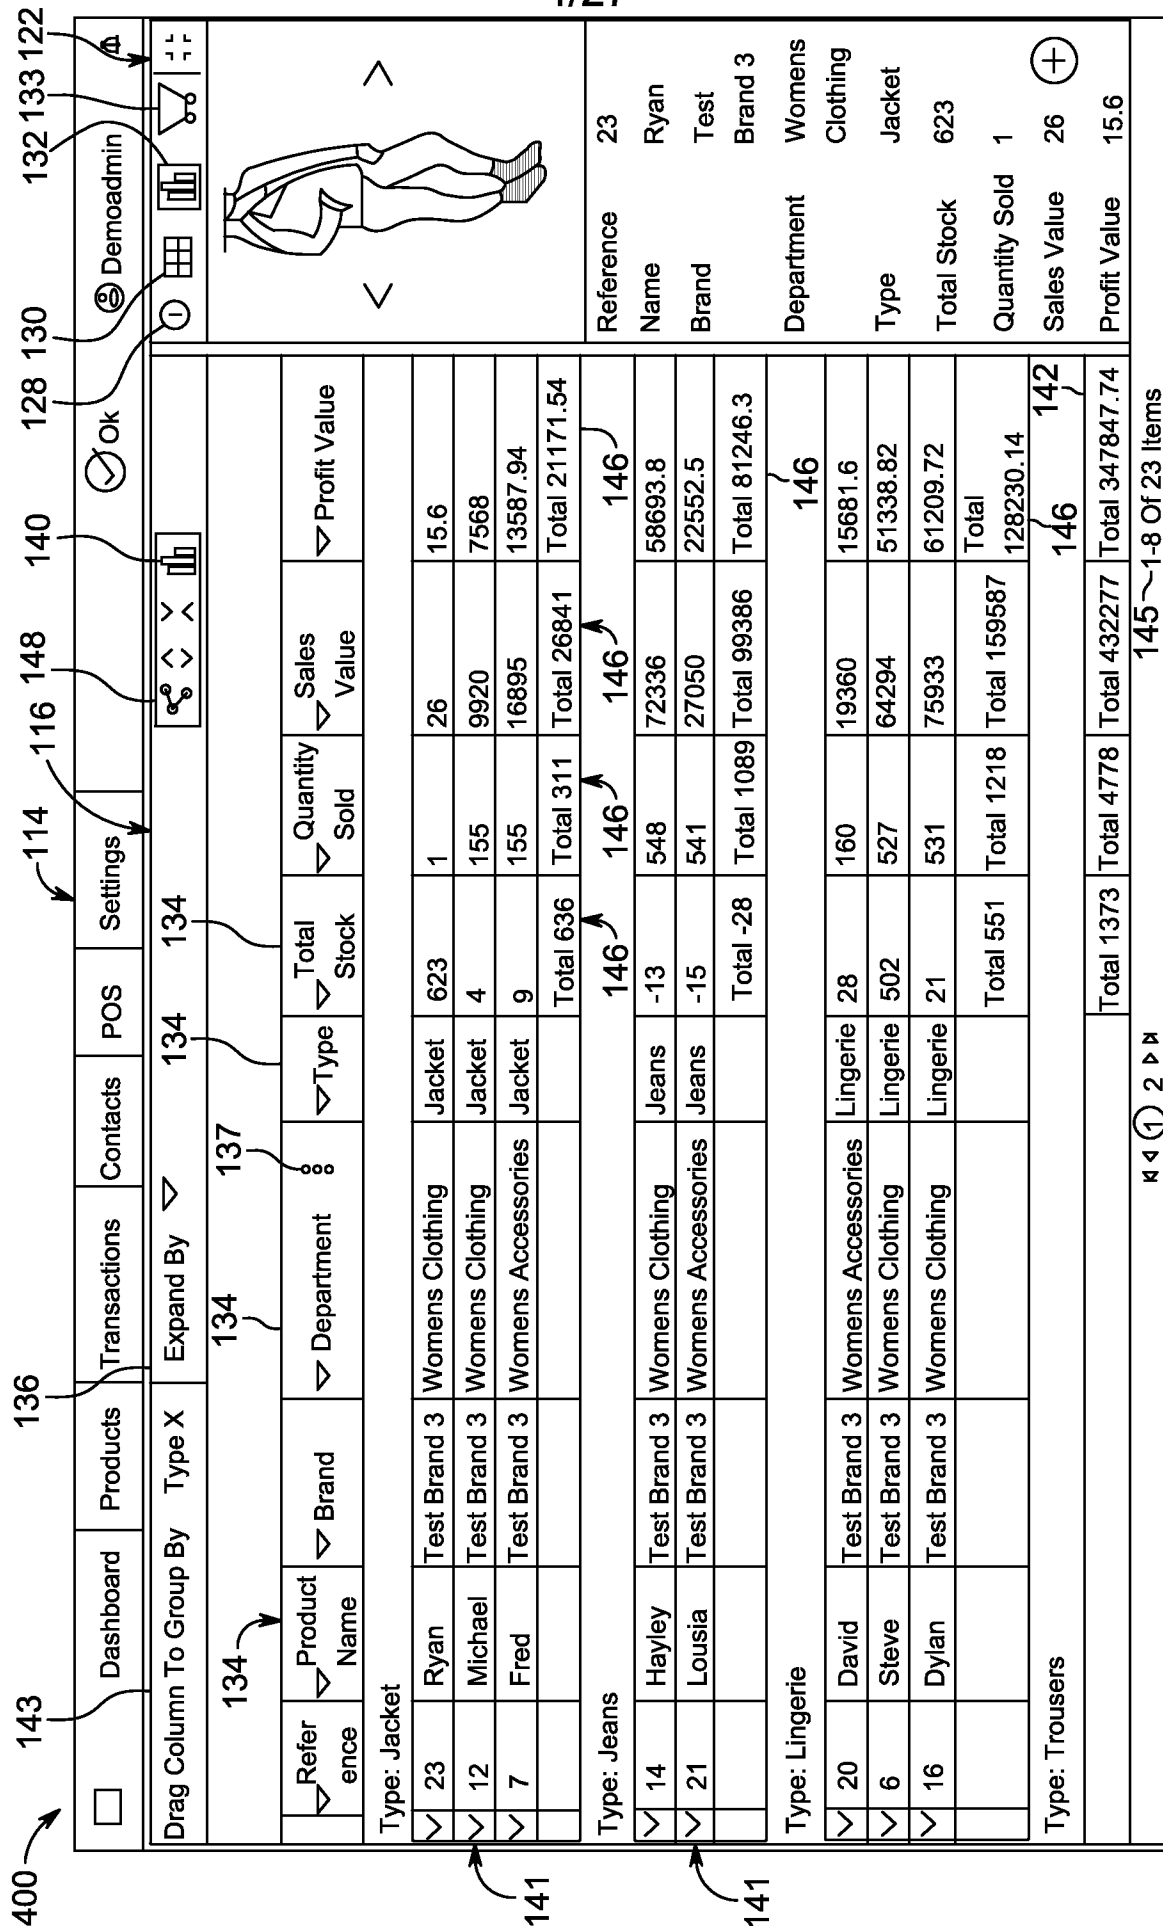 4/27
400
143
136
114
116
148
140
128
130
132
133
122
Dashboard Products Transactions Contacts POS Settings Ok Demoadmin
Drag Column To Group By Type X Expand By
134
134
137
134
134
Reference Product Name Brand Department Type Total Stock Quantity Sold Sales Value Profit Value
Type: Jacket
23 Ryan Test Brand 3 Womens Clothing Jacket 623 1 26 15.6
12 Michael Test Brand 3 Womens Clothing Jacket 4 155 9920 7568
7 Fred Test Brand 3 Womens Accessories Jacket 9 155 16895 13587.94
Total 636 Total 311 Total 26841 Total 21171.54
141
146 146 146 146
Type: Jeans
14 Hayley Test Brand 3 Womens Clothing Jeans -13 548 72336 58693.8
21 Lousia Test Brand 3 Womens Accessories Jeans -15 541 27050 22552.5
Total -28 Total 1089 Total 99386 Total 81246.3
141
146
Type: Lingerie
20 David Test Brand 3 Womens Accessories Lingerie 28 160 19360 15681.6
6 Steve Test Brand 3 Womens Clothing Lingerie 502 527 64294 51338.82
16 Dylan Test Brand 3 Womens Clothing Lingerie 21 531 75933 61209.72
Total 551 Total 1218 Total 159587 Total 128230.14
146
142
Type: Trousers
Total 1373 Total 4778 Total 432277 Total 347847.74
1 2
145 1-8 Of 23 Items
Reference 23
Name Ryan
Brand Test
Brand 3
Department Womens
Clothing
Type Jacket
Total Stock 623
Quantity Sold 1
Sales Value 26
Profit Value 15.6